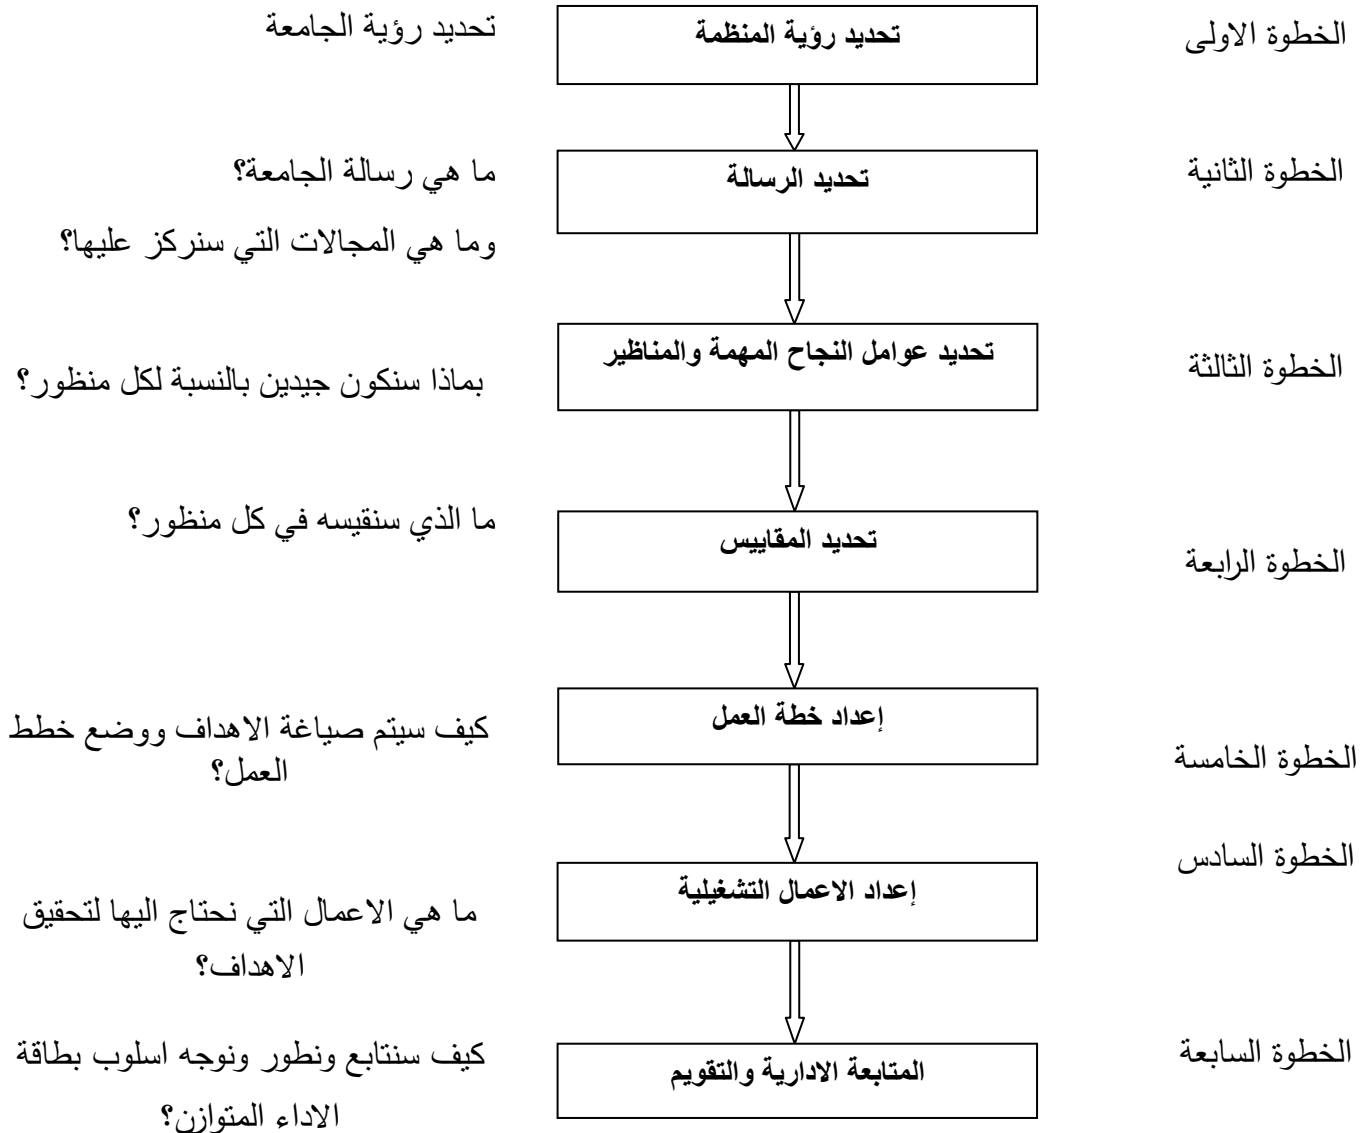 الخطوة الاولى
تحديد رؤية المنظمة
تحديد رؤية الجامعة
الخطوة الثانية
تحديد الرسالة
ما هي رسالة الجامعة؟
وما هي المجالات التي سنركز عليها؟
الخطوة الثالثة
تحديد عوامل النجاح المهمة والمناظير
بماذا سنكون جيدين بالنسبة لكل منظور؟
الخطوة الرابعة
تحديد المقاييس
ما الذي سنقيسه في كل منظور؟
الخطوة الخامسة
إعداد خطة العمل
كيف سيتم صياغة الاهداف ووضع خطط
العمل؟
الخطوة السادس
إعداد الاعمال التشغيلية
ما هي الاعمال التي نحتاج اليها لتحقيق
الاهداف؟
الخطوة السابعة
المتابعة الادارية والتقويم
كيف سنتابع ونطور ونوجه اسلوب بطاقة
الاداء المتوازن؟